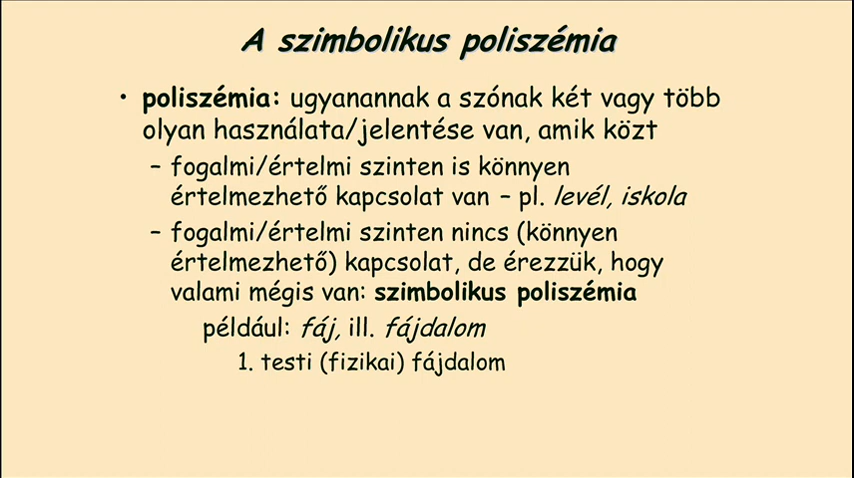 A szimbolikus poliszémia
• poliszémia: ugyanannak a szónak két vagy több
olyan használata/jelentése van, amik közt
– fogalmi/értelmi szinten is könnyen
értelmezhető kapcsolat van – pl. levél, iskola
– fogalmi/értelmi szinten nincs (könnyen
értelmezhető) kapcsolat, de érezzük, hogy
valami mégis van: szimbolikus poliszémia
például: fáj, ill. fájdalom
1. testi (fizikai) fájdalom